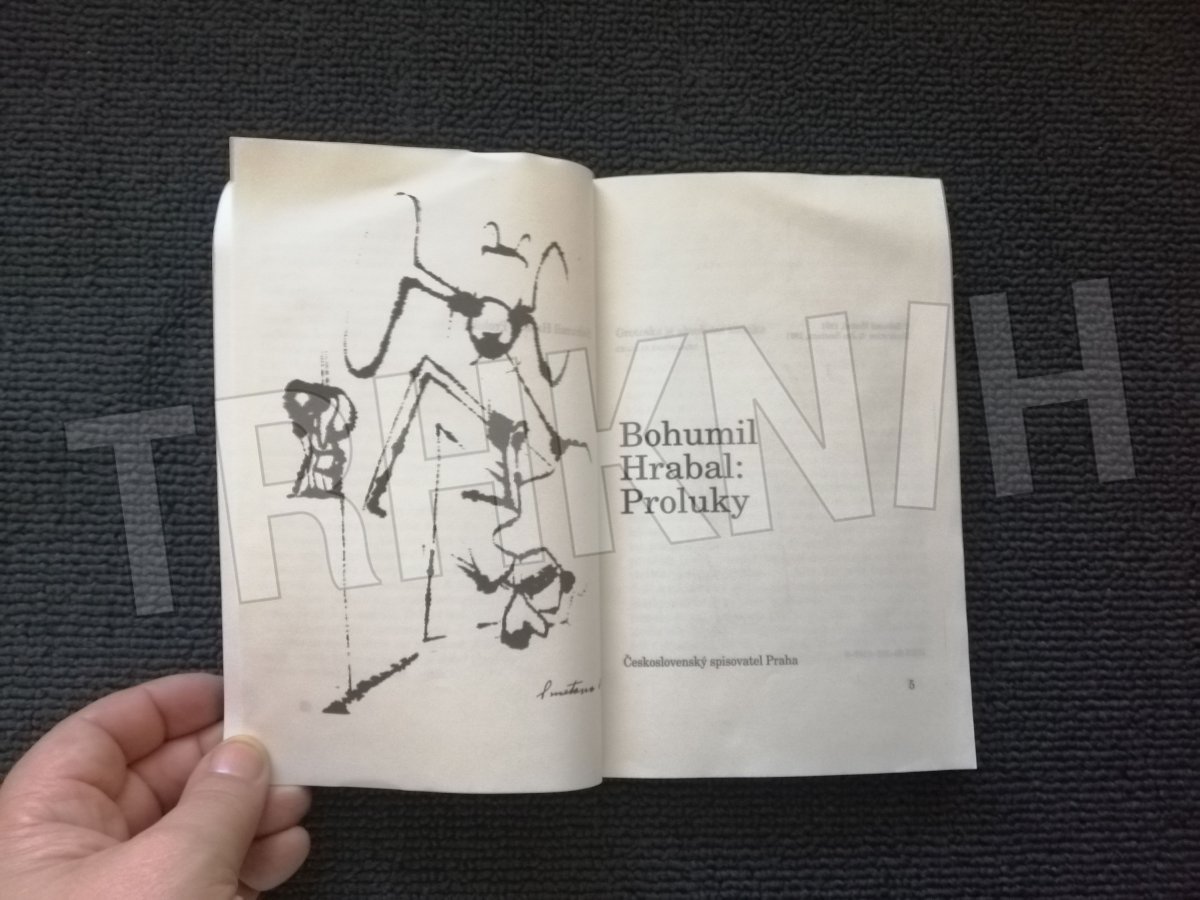 Bohumil
Hrabal:
Proluky
Československý spisovatel Praha
5
TRHKNIH